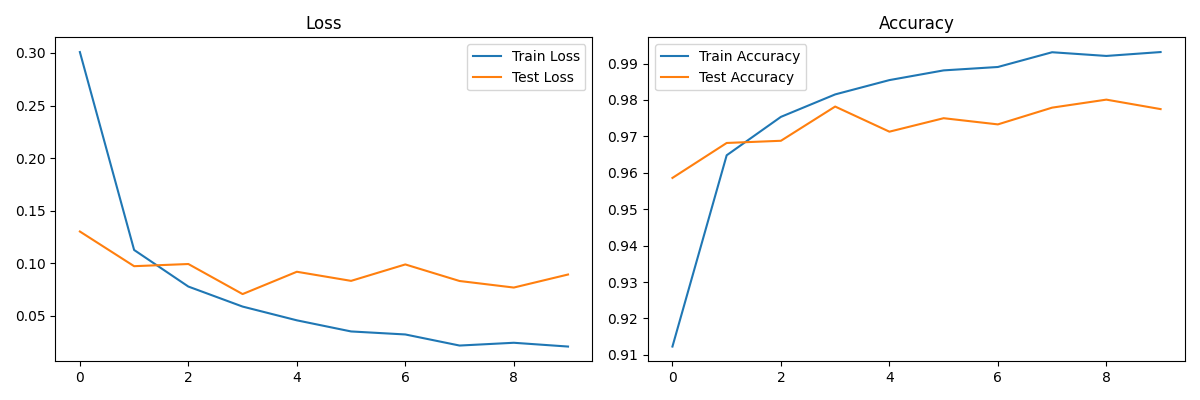 Loss
0.30
0.25
0.20
0.15
0.10
0.05
0 2 4 6 8
Train Loss
Test Loss
Accuracy
0.99
0.98
0.97
0.96
0.95
0.94
0.93
0.92
0.91
0 2 4 6 8
Train Accuracy
Test Accuracy